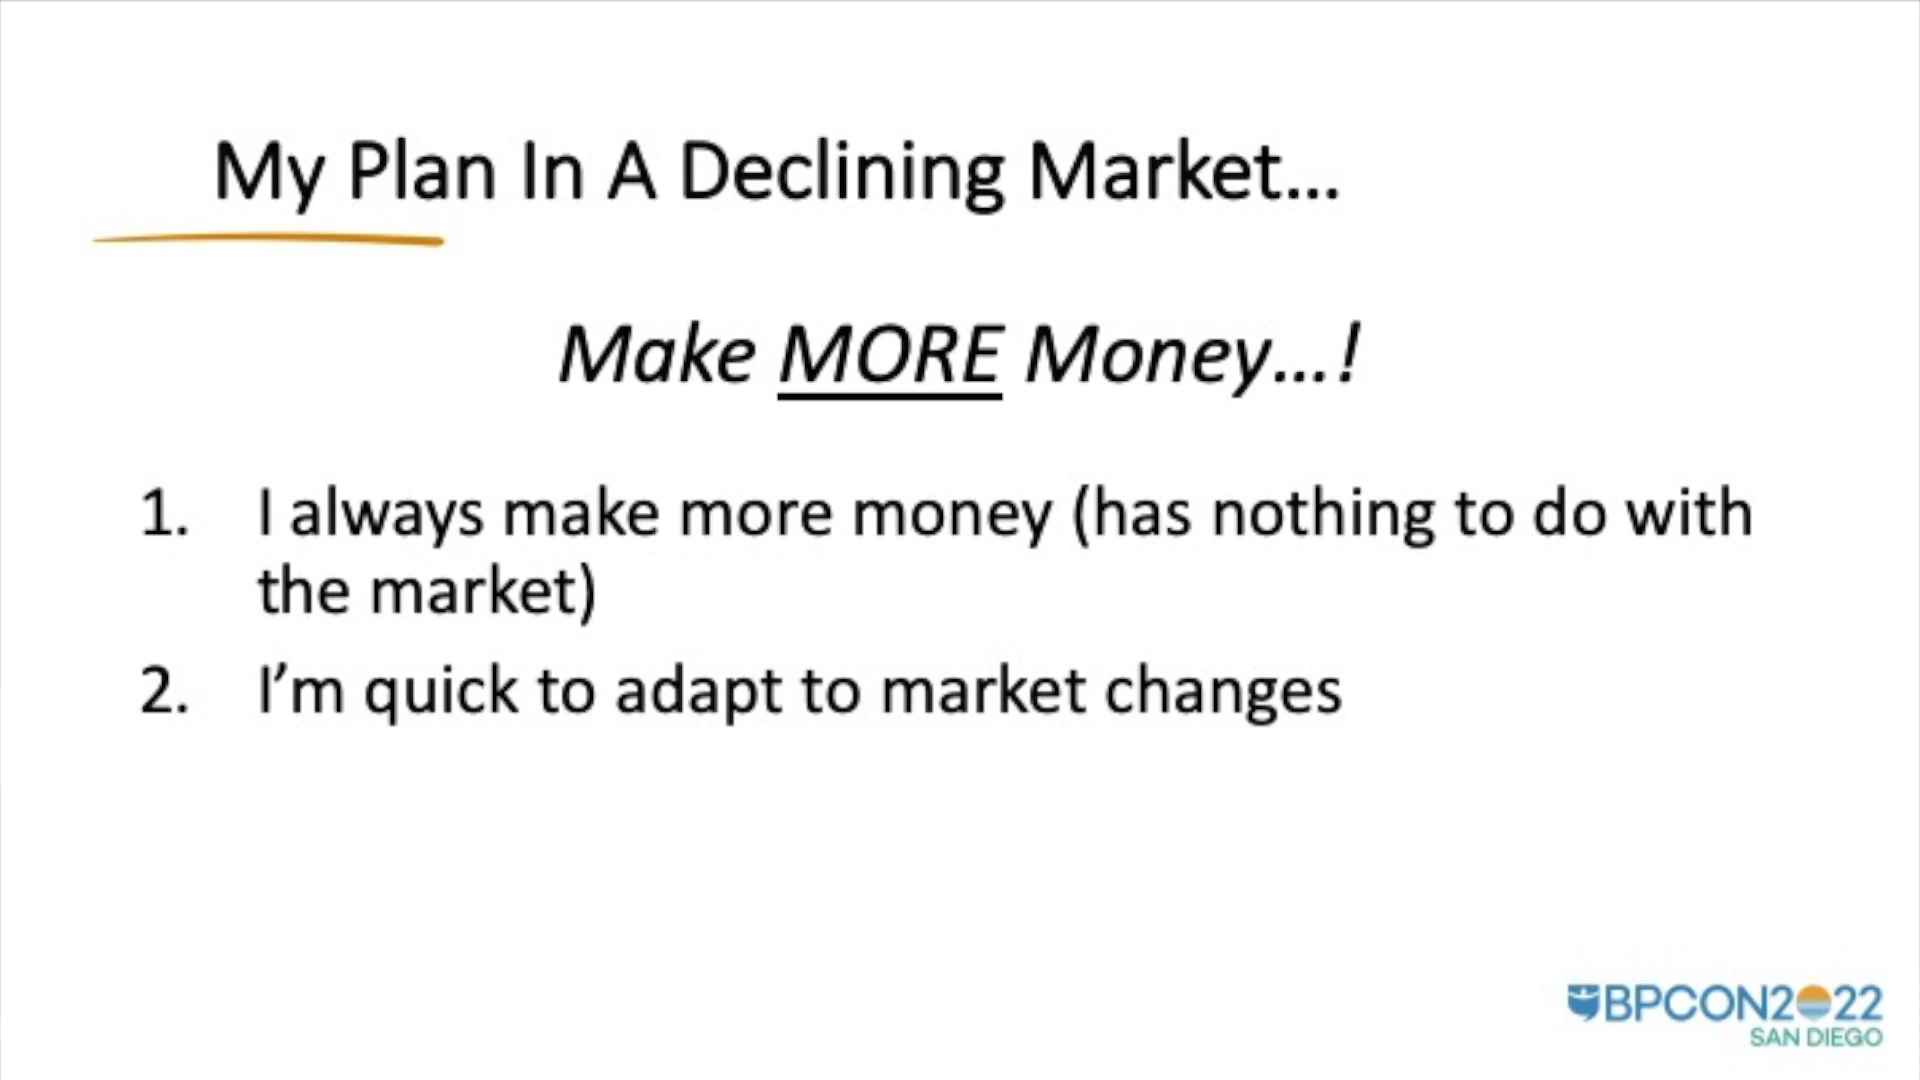 My Plan In A Declining Market...
Make MORE Money...!
1. I always make more money (has nothing to do with
the market)
2. I’m quick to adapt to market changes
BPCON2022
SAN DIEGO